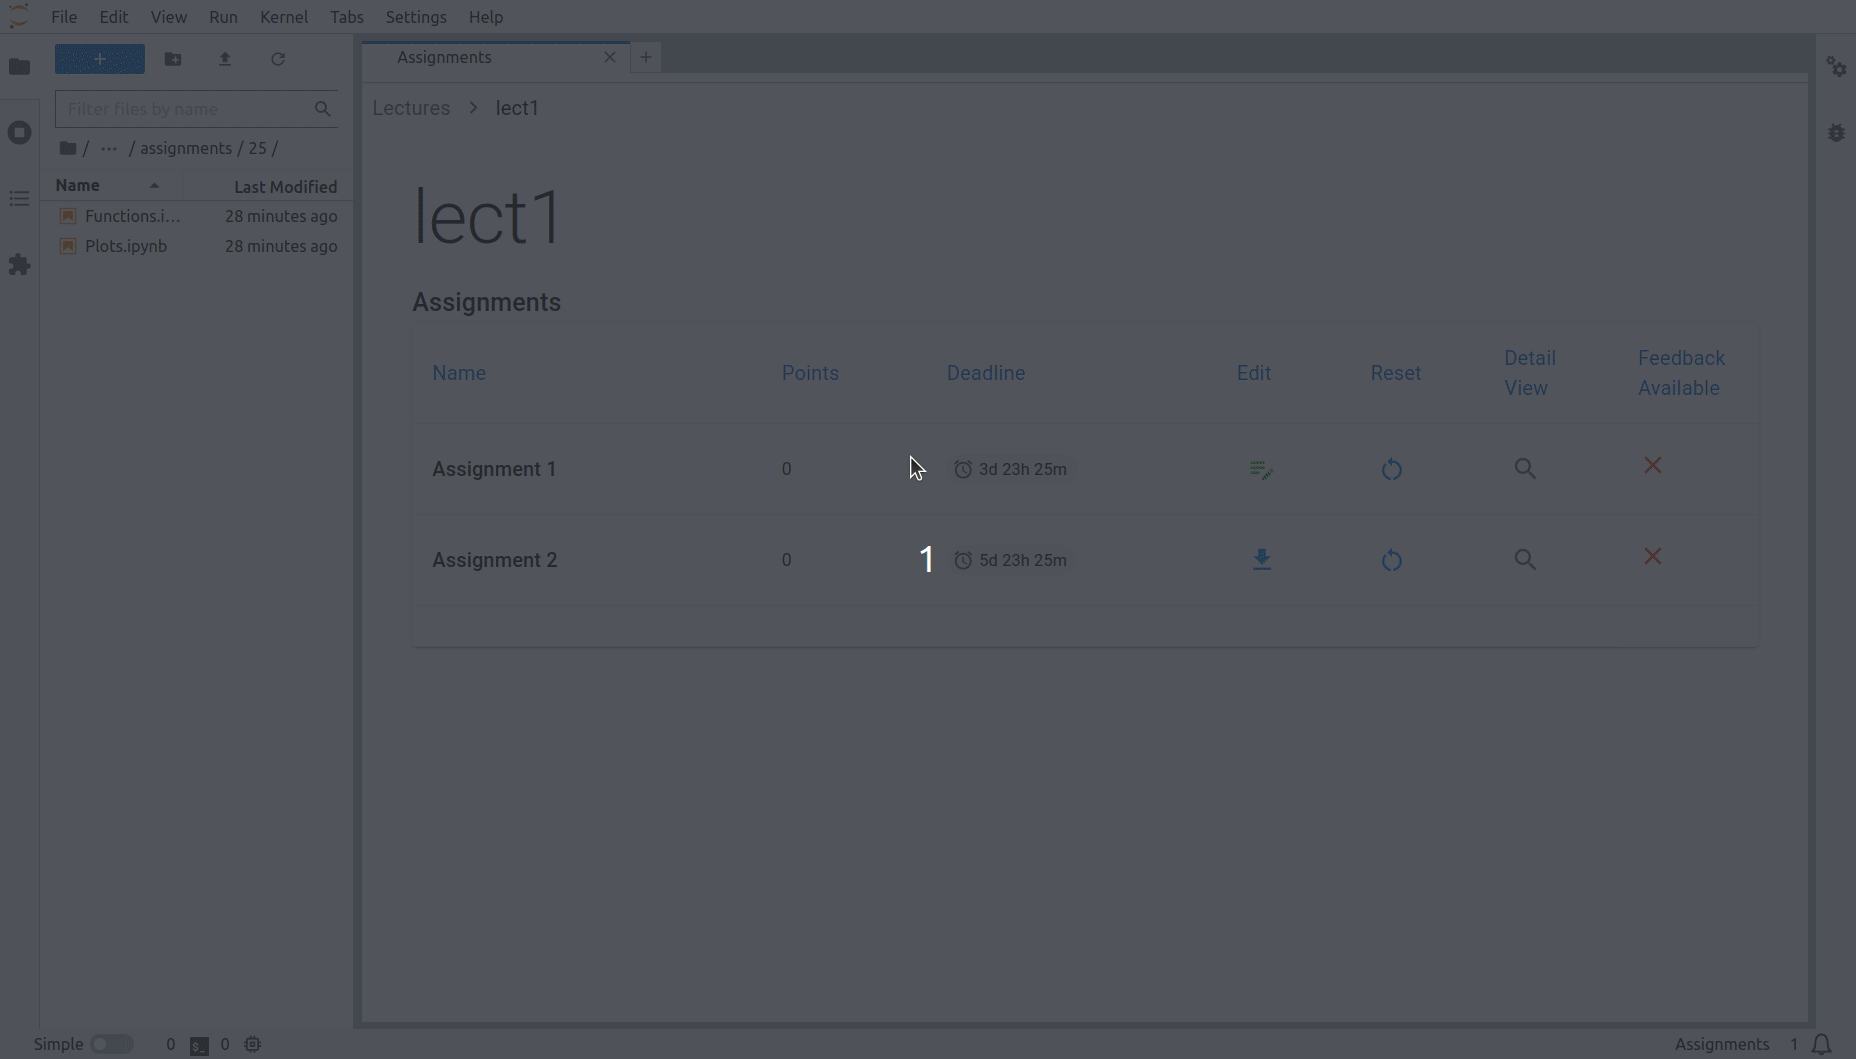 File Edit View Run Kernel Tabs Settings Help
+
Assignments
+
Filter files by name
/ ... / assignments / 25 /
Name Last Modified
Functions.i... 28 minutes ago
Plots.ipynb 28 minutes ago
Lectures > lect1
lect1
Assignments
Name Points Deadline Edit Reset Detail View Feedback Available
Assignment 1 0 3d 23h 25m
Assignment 2 0 5d 23h 25m
1
Simple 0 $_ 0 Assignments 1